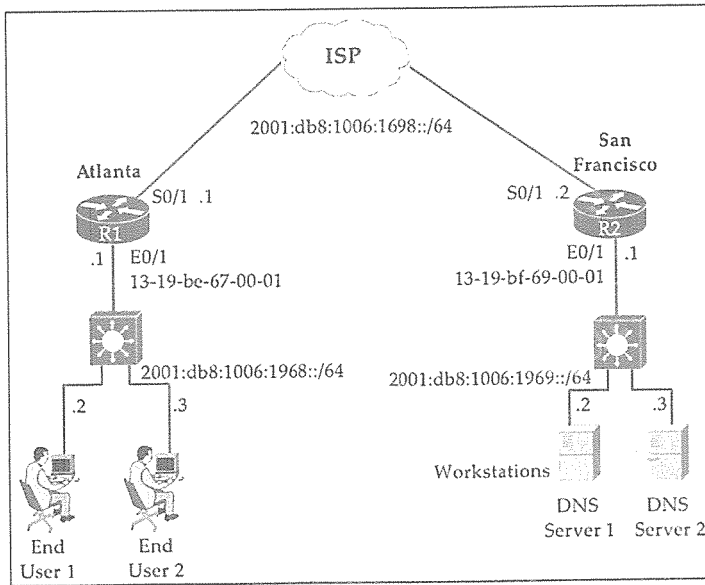 ISP
2001:db8:1006:1698::/64
Atlanta
San
Francisco
S0/1 .1
S0/1 .2
R1
R2
.1
E0/1
13-19-be-67-00-01
E0/1
.1
13-19-bf-69-00-01
2001:db8:1006:1968::/64
2001:db8:1006:1969::/64
.2
.3
.2
.3
Workstations
End
User 1
End
User 2
DNS
Server 1
DNS
Server 2